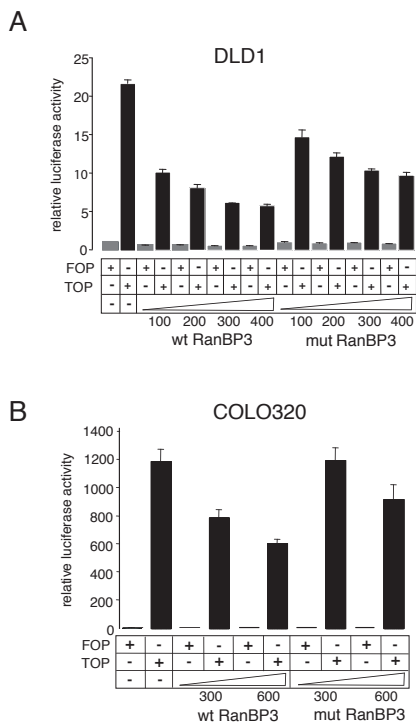 A
DLD1
relative luciferase activity
25
20
15
10
5
0
FOP + - + - + - + - + - + - + - + - + -
TOP - + - + - + - + - + - + - + - + - +
- -
100 200 300 400 100 200 300 400
wt RanBP3 mut RanBP3
B
COLO320
relative luciferase activity
1400
1200
1000
800
600
400
200
0
FOP + - + - + - + - + -
TOP - + - + - + - + - +
- -
300 600 300 600
wt RanBP3 mut RanBP3